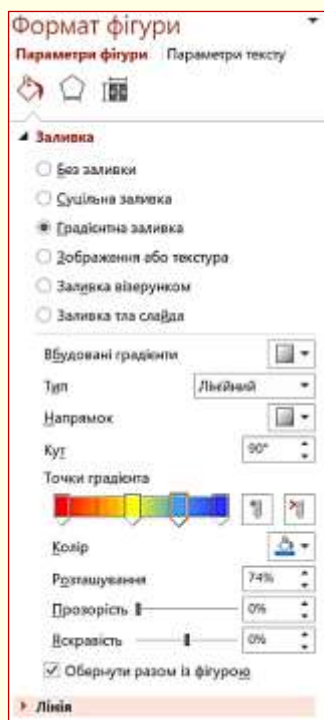 Формат фігури
Параметри фігури Параметри тексту
Заливка
Без заливки
Суцільна заливка
Градієнтна заливка
Зображення або текстура
Заливка візерунком
Заливка тла слайда
Вбудовані градієнти
Тип Лінійний
Напрямок
Кут 90°
Точки градієнта
Колір
Розташування 74%
Прозорість 0%
Яскравість 0%
Обернути разом із фігурою
Лінія